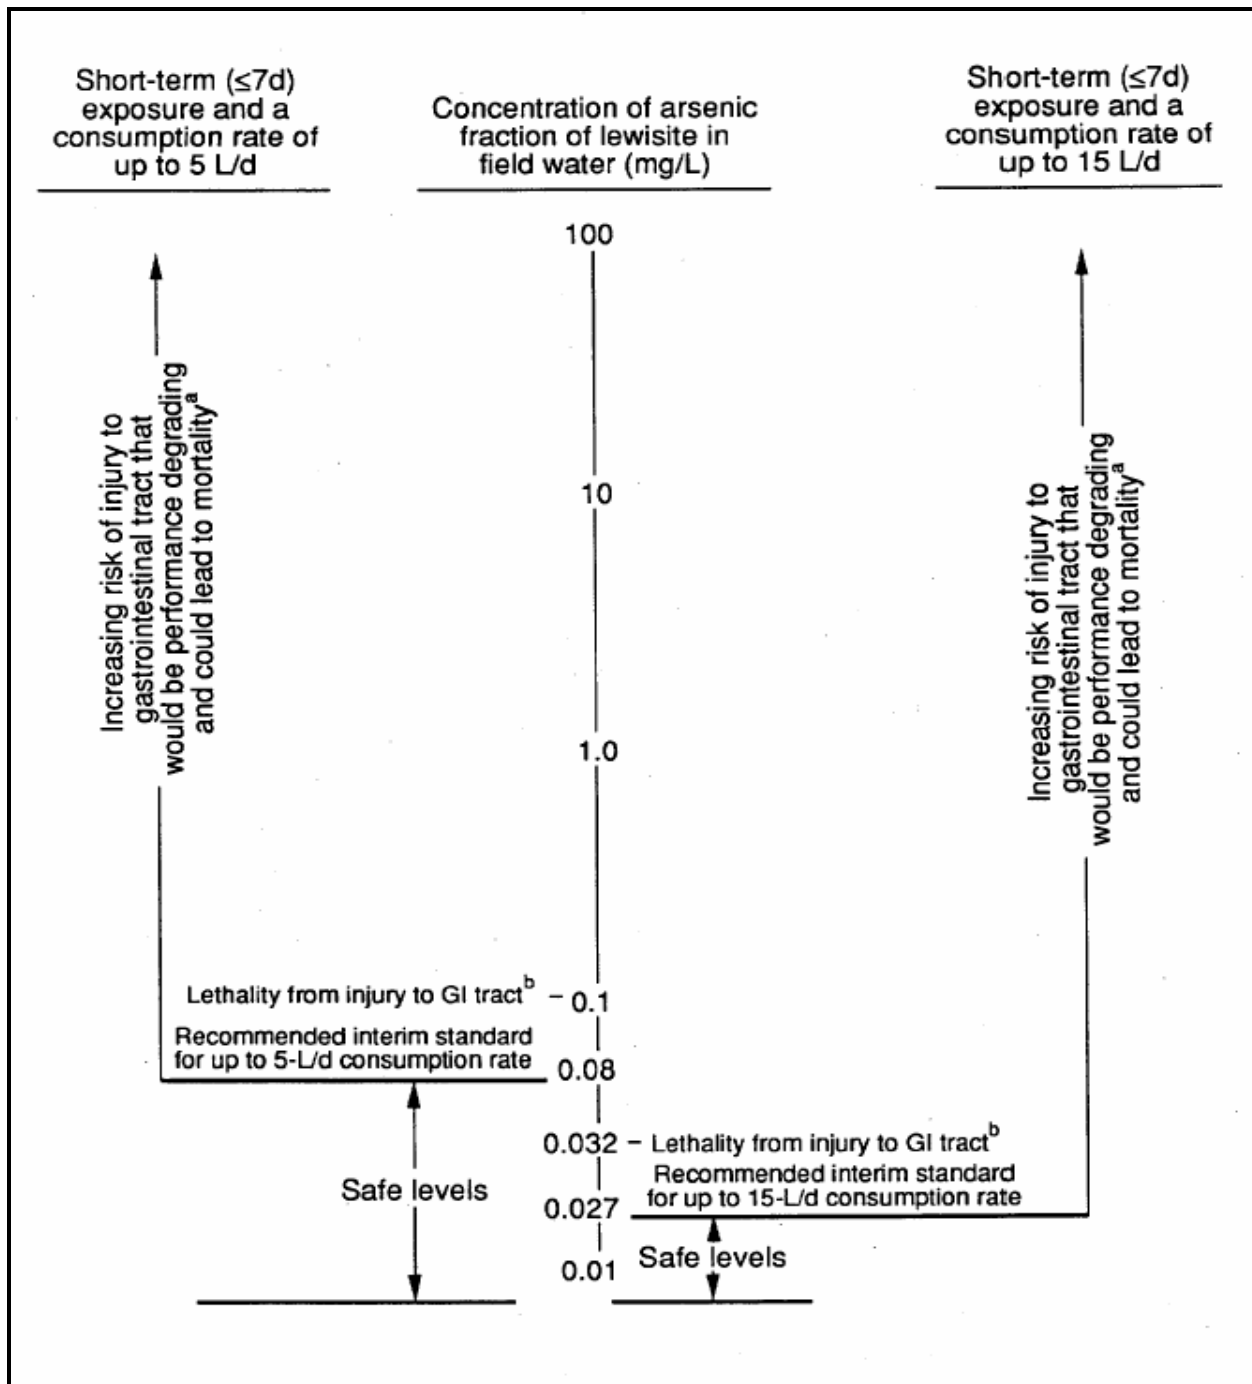 Short-term (≤7d)
exposure and a
consumption rate of
up to 5 L/d
Concentration of arsenic
fraction of lewisite in
field water (mg/L)
Short-term (≤7d)
exposure and a
consumption rate of
up to 15 L/d
100
10
1.0
Increasing risk of injury to
gastrointestinal tract that
would be performance degrading
and could lead to mortalityᵃ
Increasing risk of injury to
gastrointestinal tract that
would be performance degrading
and could lead to mortalityᵃ
Lethality from injury to GI tractᵇ – 0.1
Recommended interim standard
for up to 5-L/d consumption rate
0.08
0.032 – Lethality from injury to GI tractᵇ
Recommended interim standard
for up to 15-L/d consumption rate
0.027
Safe levels
Safe levels
0.01